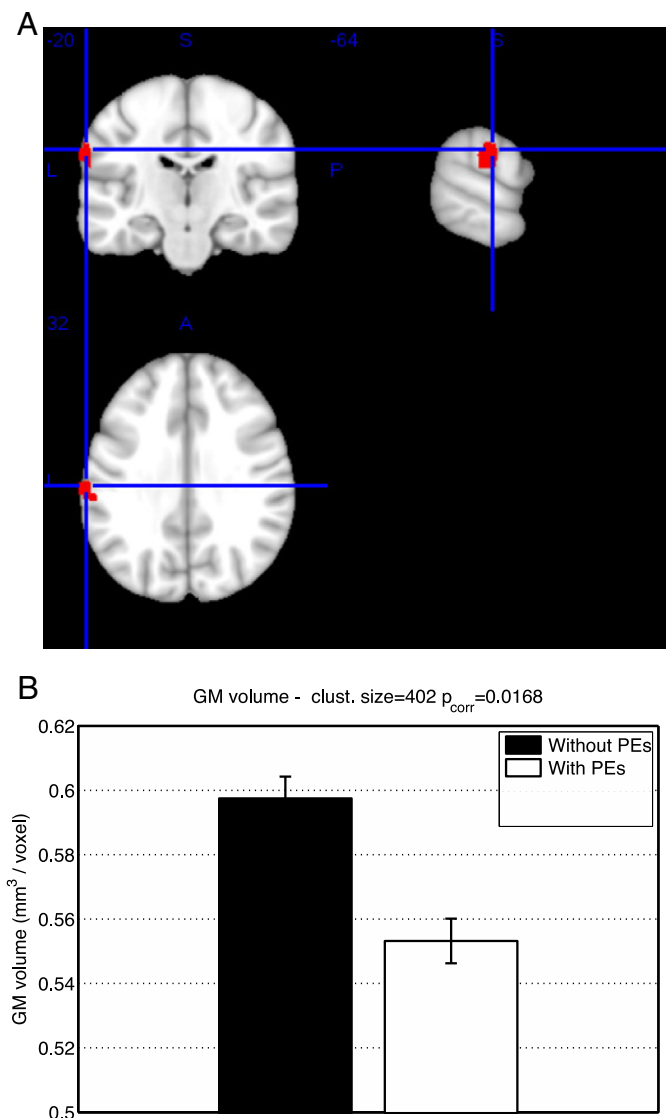 A
-20 S -64 S
L P
32 A
L
B
GM volume - clust. size=402 p_corr=0.0168
0.62
Without PEs
With PEs
0.6
0.58
0.56
0.54
0.52
0.5
GM volume (mm³ / voxel)